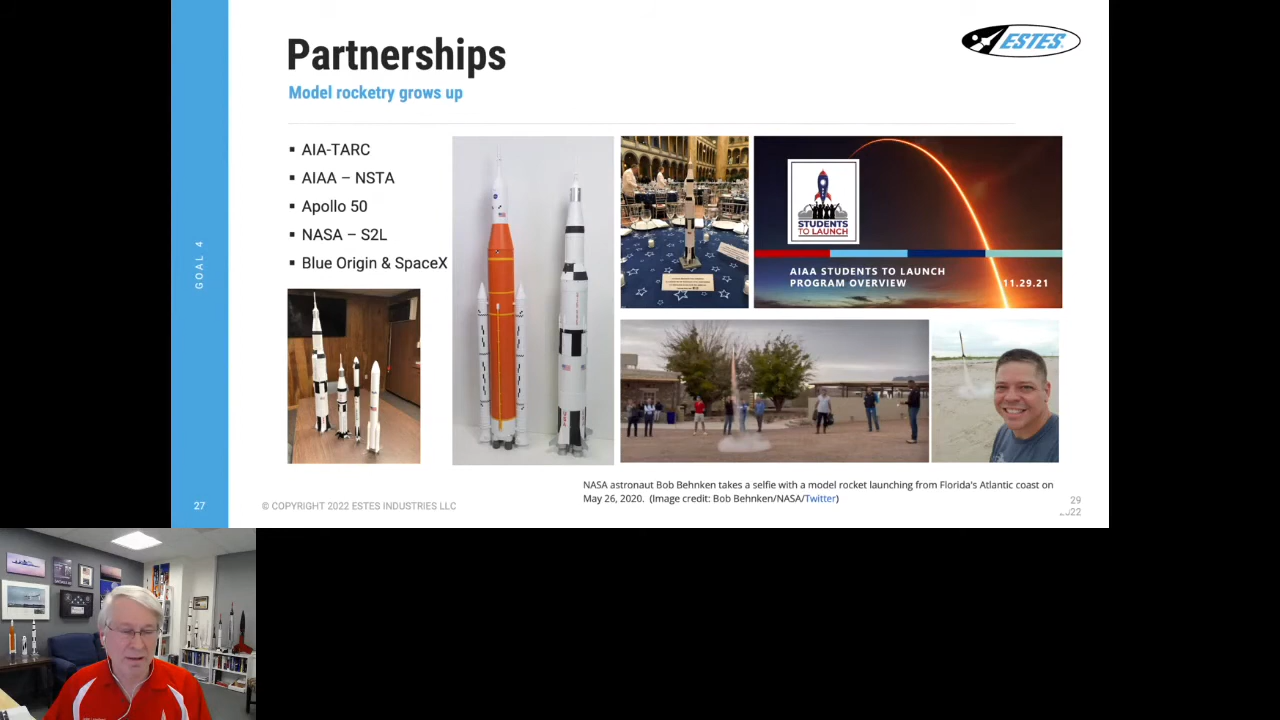 Partnerships
ESTES
Model rocketry grows up
▪ AIA-TARC
▪ AIAA – NSTA
▪ Apollo 50
▪ NASA – S2L
▪ Blue Origin & SpaceX
GOAL 4
STUDENTS
TO LAUNCH
AIAA STUDENTS TO LAUNCH
PROGRAM OVERVIEW
11.29.21
NASA astronaut Bob Behnken takes a selfie with a model rocket launching from Florida's Atlantic coast on
May 26, 2020. (Image credit: Bob Behnken/NASA/Twitter)
27
© COPYRIGHT 2022 ESTES INDUSTRIES LLC
29